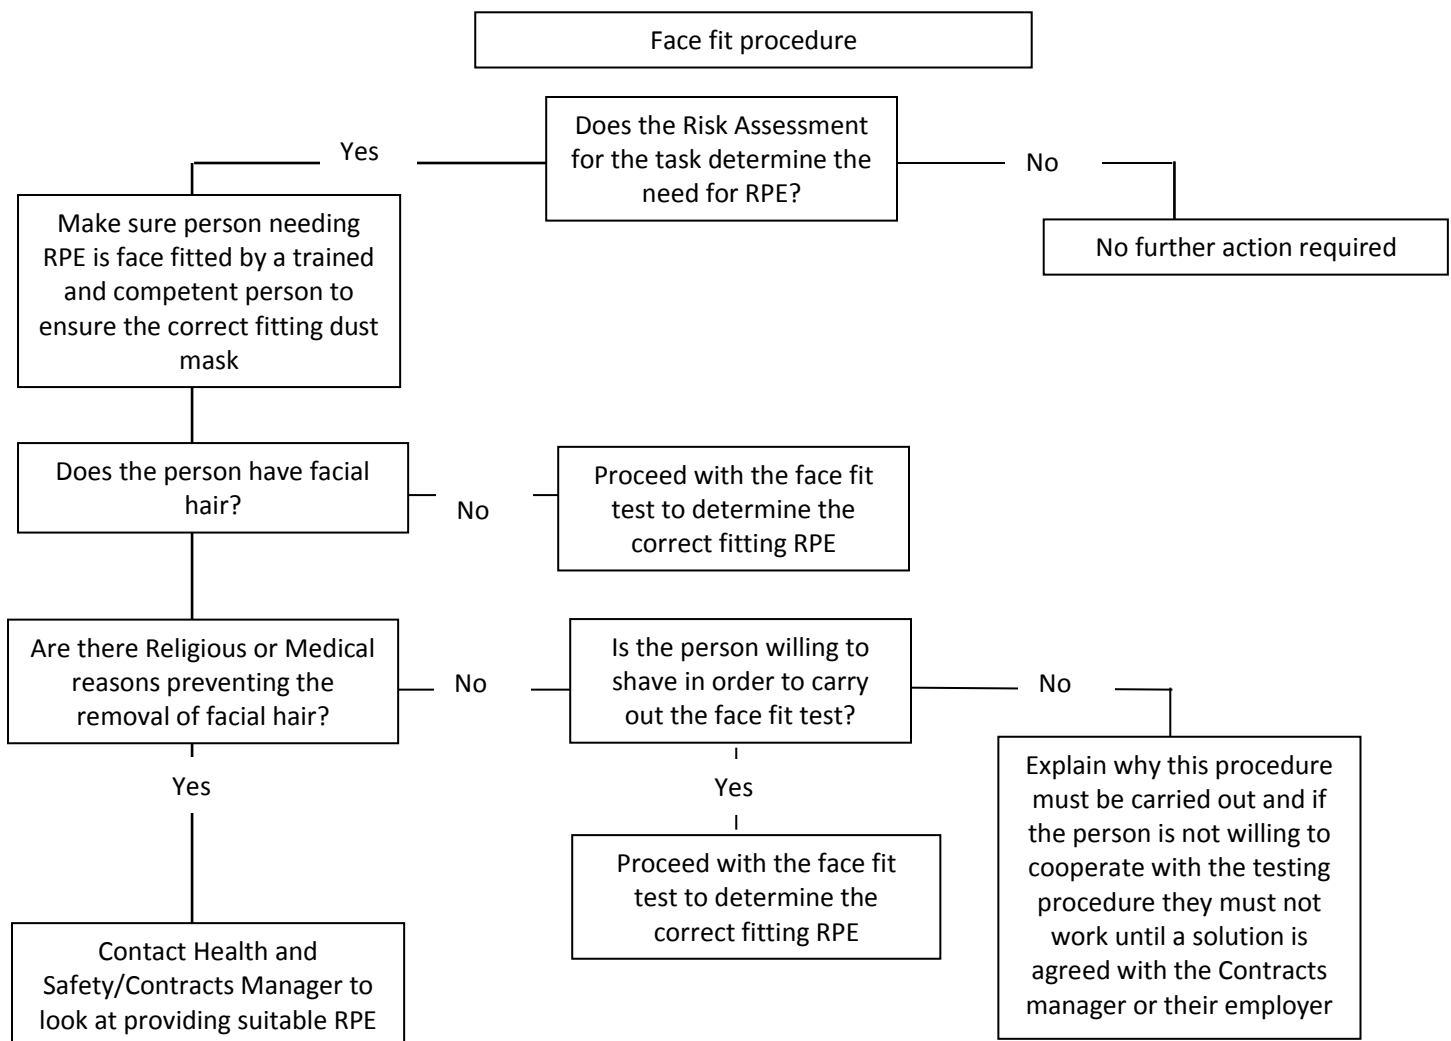 Face fit procedure
Does the Risk Assessment
for the task determine the
need for RPE?
Yes
No
Make sure person needing
RPE is face fitted by a trained
and competent person to
ensure the correct fitting dust
mask
No further action required
Does the person have facial
hair?
No
Proceed with the face fit
test to determine the
correct fitting RPE
Are there Religious or Medical
reasons preventing the
removal of facial hair?
No
Is the person willing to
shave in order to carry
out the face fit test?
No
Yes
Yes
Explain why this procedure
must be carried out and if
the person is not willing to
cooperate with the testing
procedure they must not
work until a solution is
agreed with the Contracts
manager or their employer
Proceed with the face fit
test to determine the
correct fitting RPE
Contact Health and
Safety/Contracts Manager to
look at providing suitable RPE